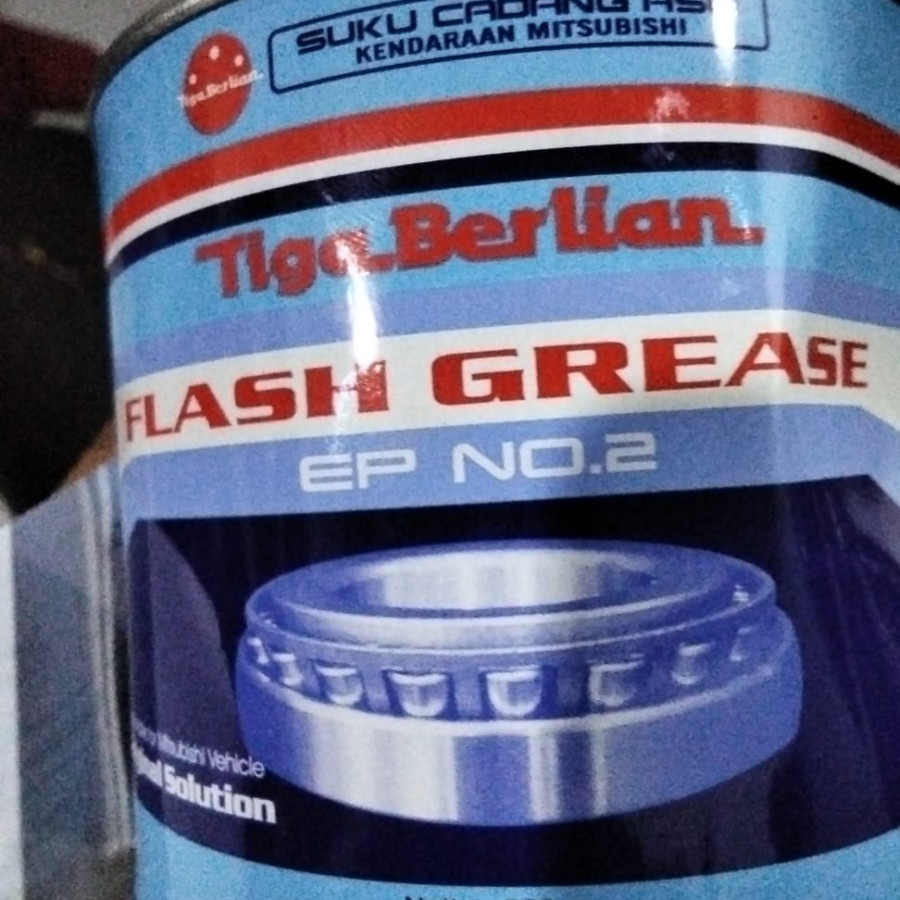 SUKU CADANG
KENDARAAN MITSUBISHI
Tiga Berlian.
Tiga Berlian.
FLASH GREASE
EP NO.2
Mitsubishi Vehicle
Solution